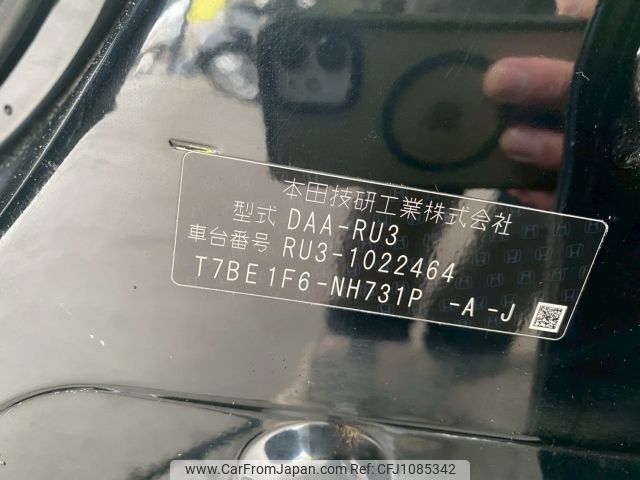 本田技研工業株式会社
型式 DAA-RU3
車台番号 RU3-1022464
T7BE1F6-NH731P -A -J
www.CarFromJapan.com | Ref: CFJ1085342